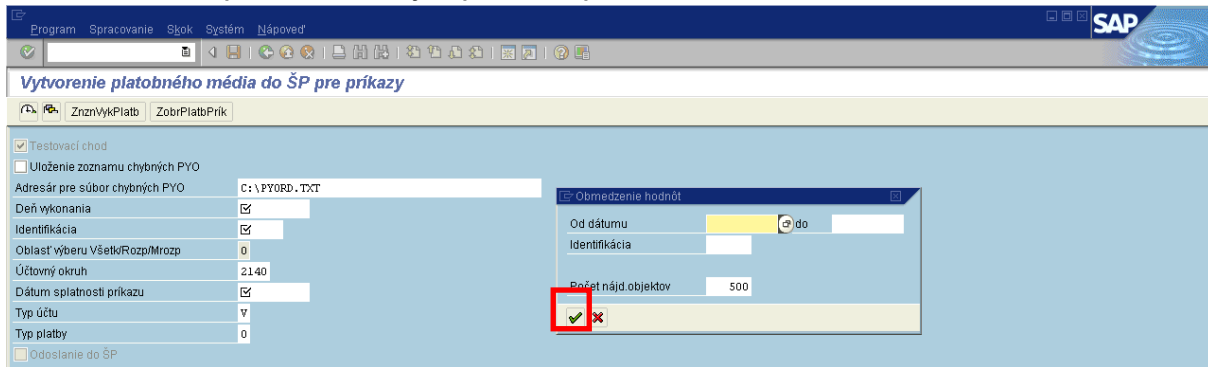 Program Spracovanie Skok Systém Nápoveď
SAP
Vytvorenie platobného média do ŠP pre príkazy
ZnznVykPlatb ZobrPlatbPrík
Testovací chod
Uloženie zoznamu chybných PYO
Adresár pre súbor chybných PYO C:\PYORD.TXT
Deň vykonania
Identifikácia
Oblasť výberu Všetk/Rozp/Mrozp 0
Účtovný okruh 2140
Dátum splatnosti príkazu
Typ účtu V
Typ platby 0
Odoslanie do ŠP
Obmedzenie hodnôt
Od dátumu do
Identifikácia
Počet nájd.objektov 500